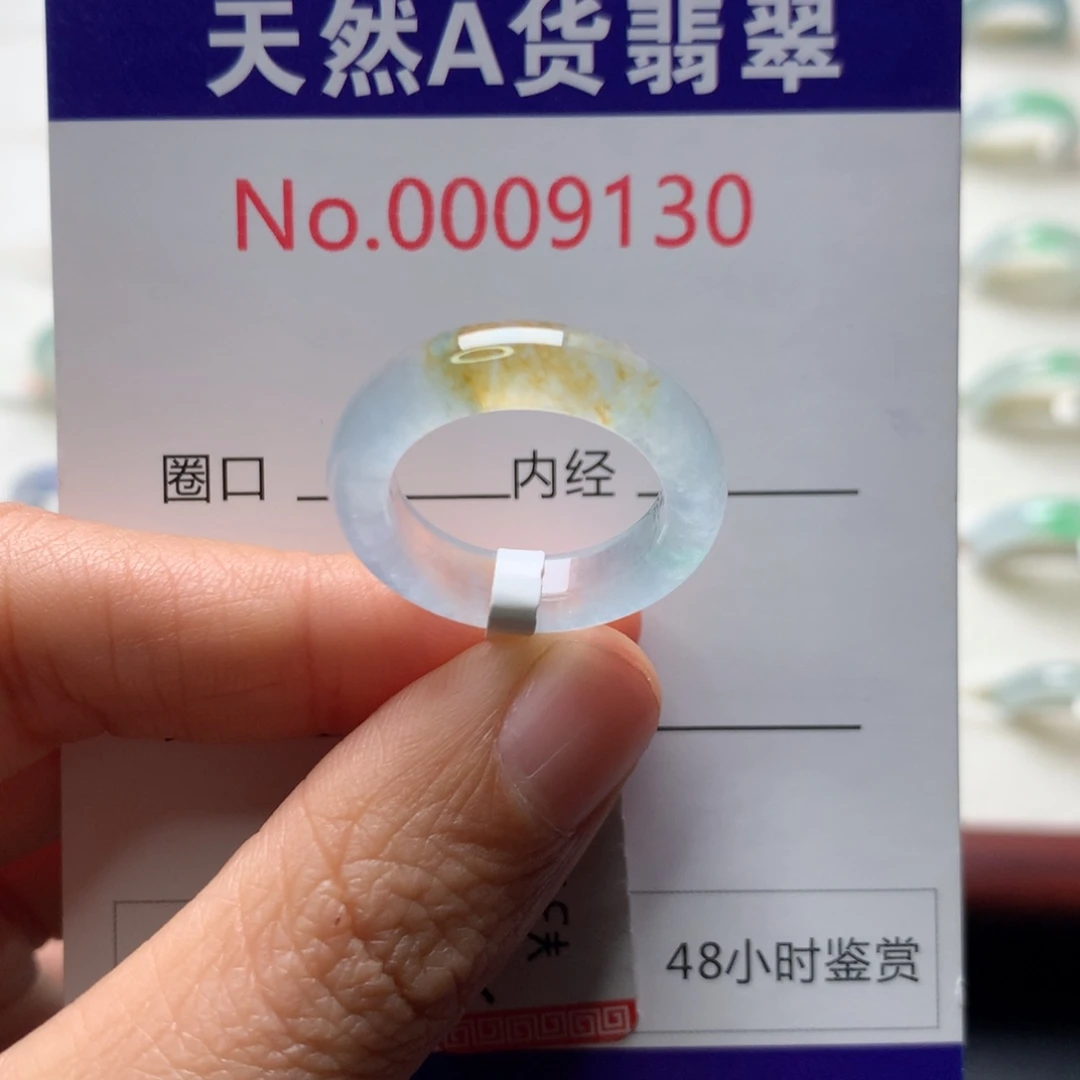 天然A货翡翠
No.0009130
圈口 内经
48小时鉴赏